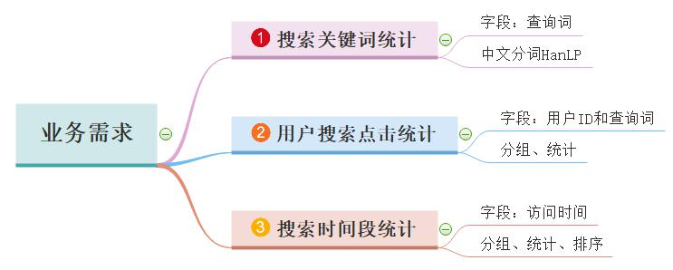 业务需求
1 搜索关键词统计
字段：查询词
中文分词HanLP
2 用户搜索点击统计
字段：用户ID和查询词
分组、统计
3 搜索时间段统计
字段：访问时间
分组、统计、排序